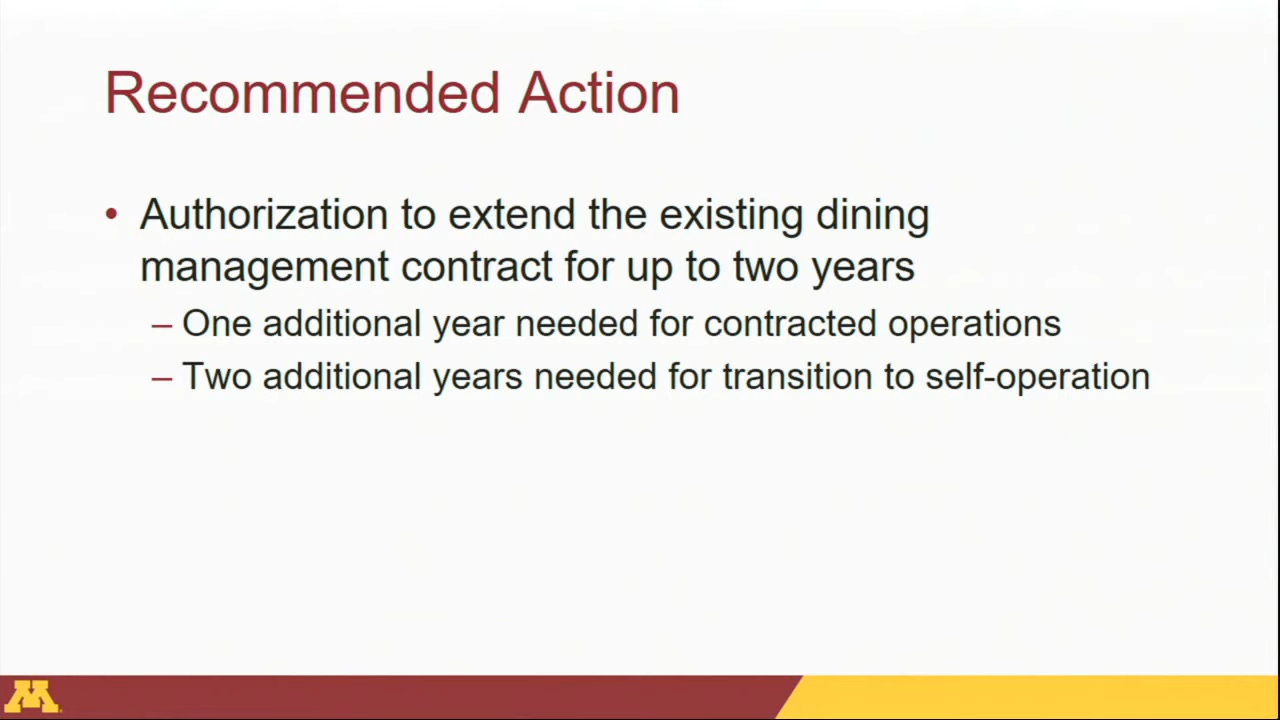 Recommended Action
• Authorization to extend the existing dining
management contract for up to two years
– One additional year needed for contracted operations
– Two additional years needed for transition to self-operation
M